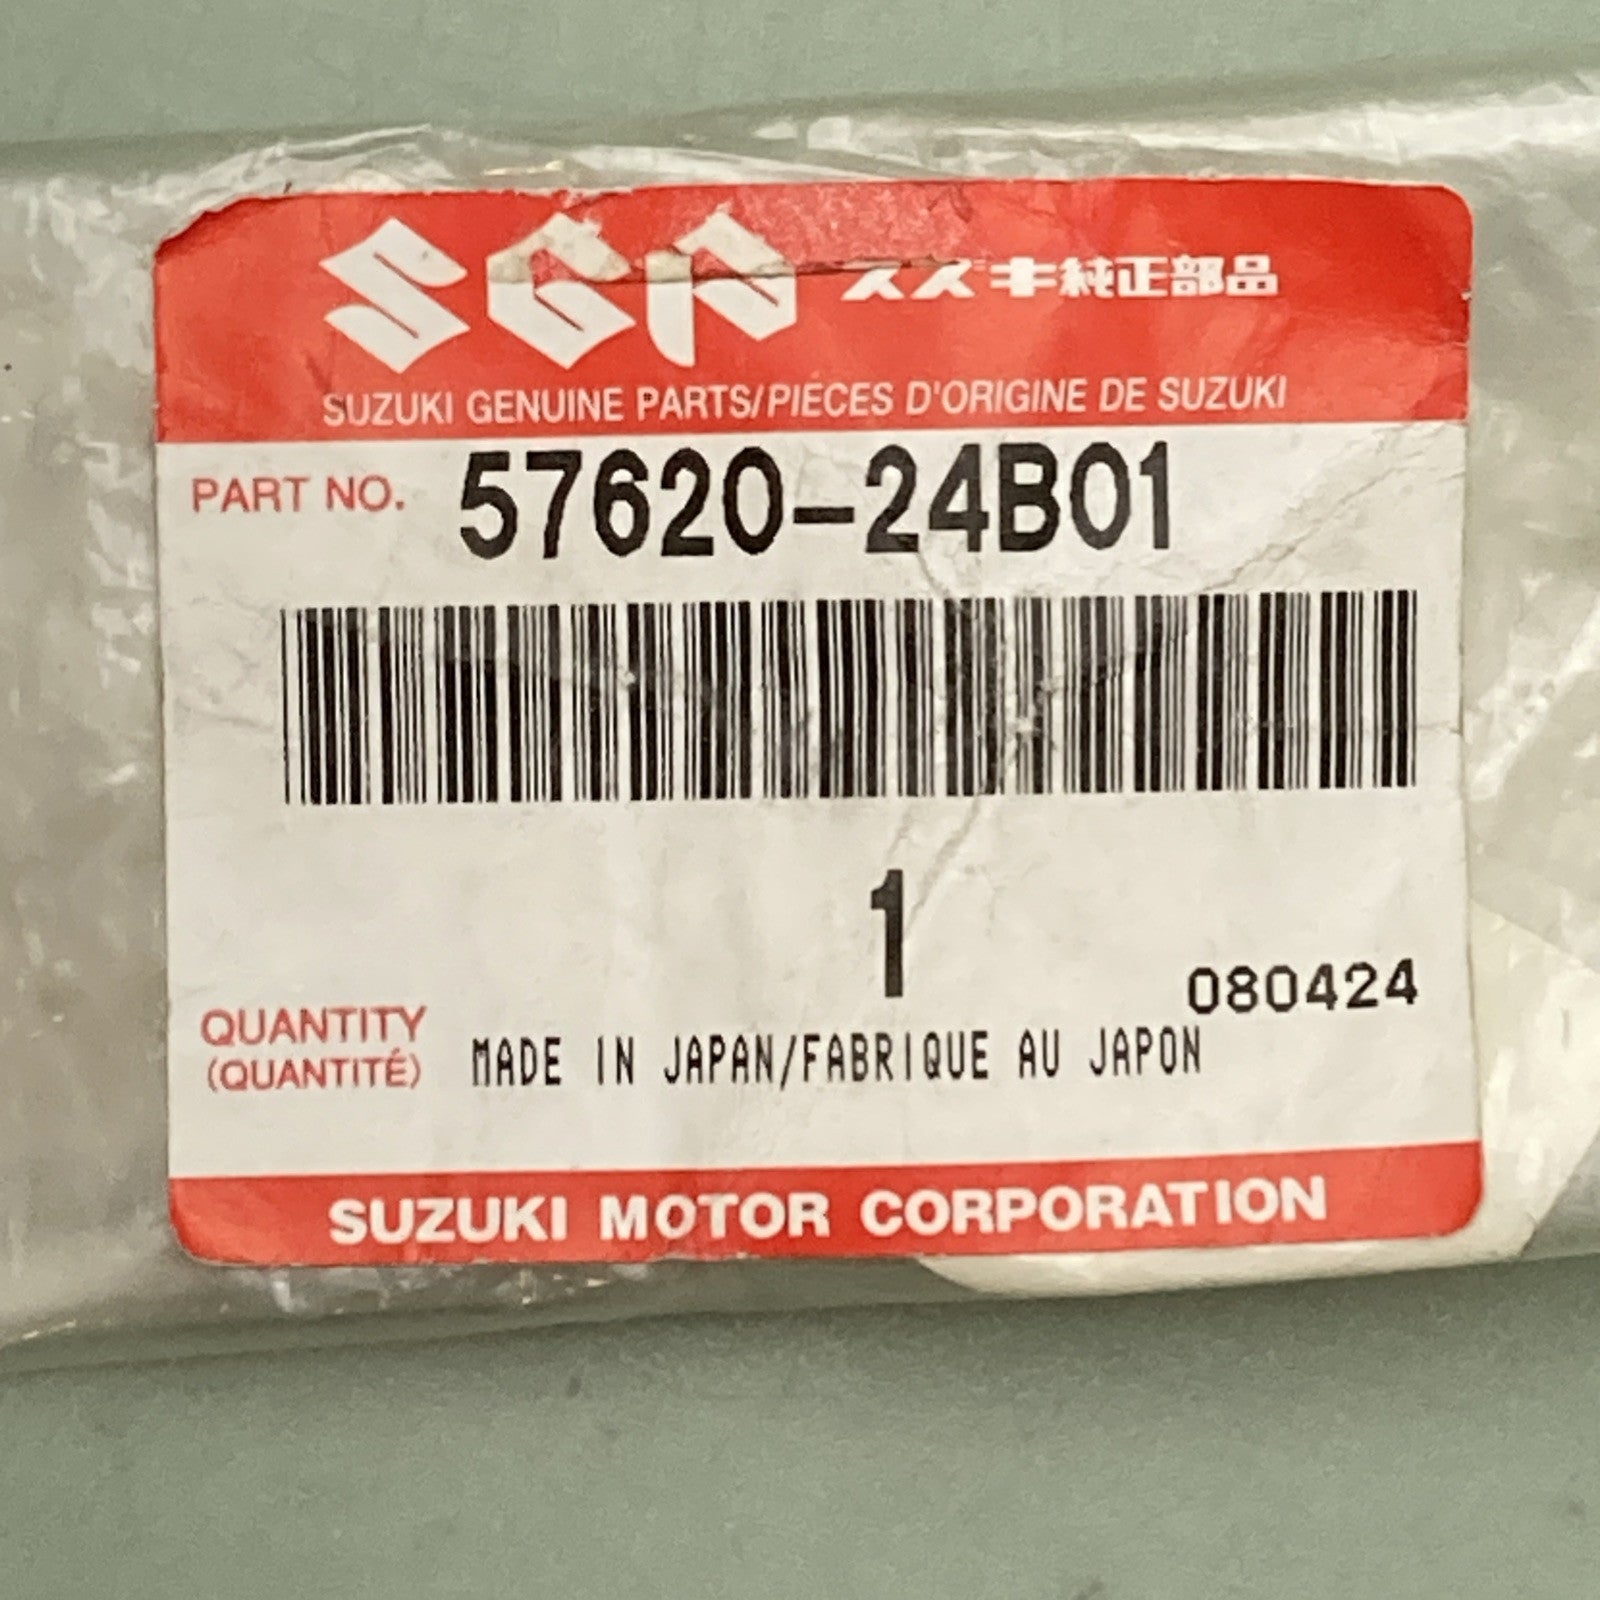 SGP スズキ純正部品
SUZUKI GENUINE PARTS/PIÈCES D'ORIGINE DE SUZUKI
PART NO. 57620-24B01
1
080424
QUANTITY
(QUANTITÉ)
MADE IN JAPAN/FABRIQUE AU JAPON
SUZUKI MOTOR CORPORATION